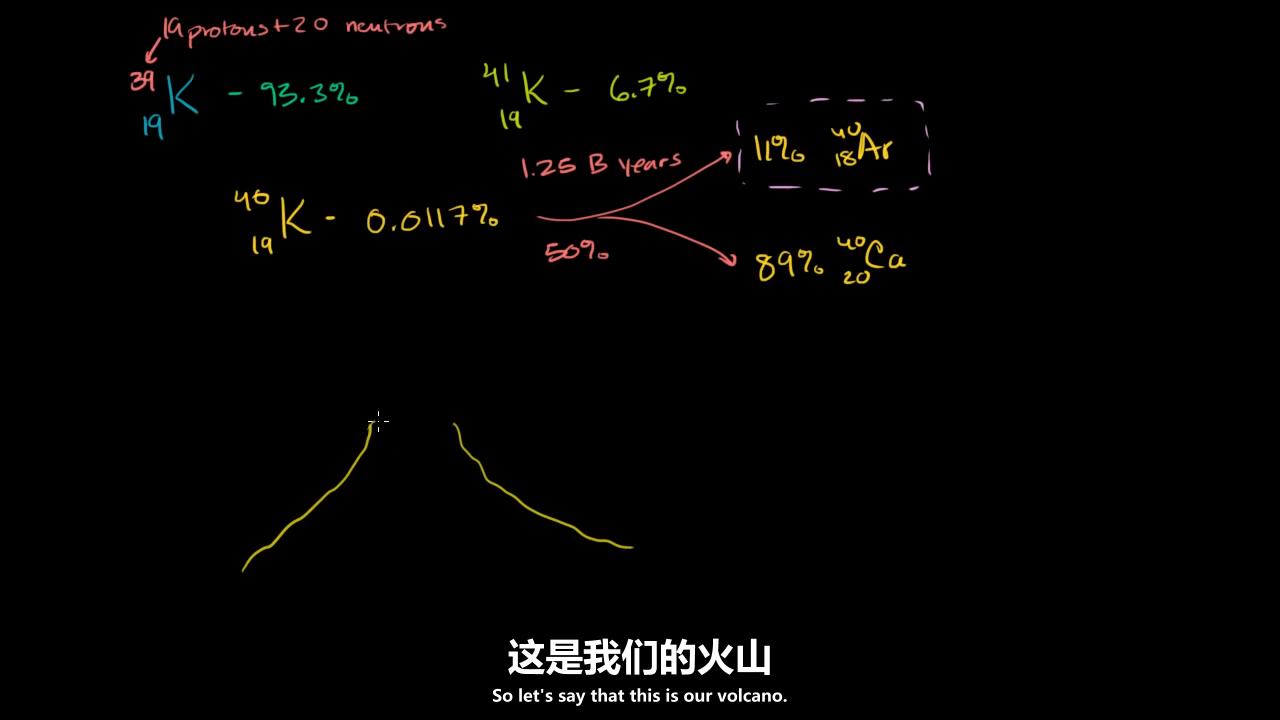 19 protons + 20 neutrons
39 19 K - 93.3%
41 19 K - 6.7%
1.25 B years
11% 40 18 Ar
40 19 K - 0.0117%
50%
89% 40 20 Ca
这是我们的火山
So let's say that this is our volcano.